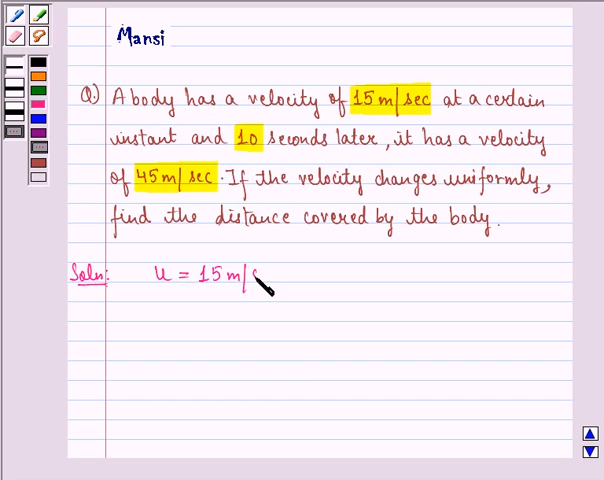 Mansi
Q.) A body has a velocity of 15 m/sec at a certain
instant and 10 seconds later, it has a velocity
of 45 m/sec. If the velocity changes uniformly,
find the distance covered by the body.
Soln: u = 15 m/s